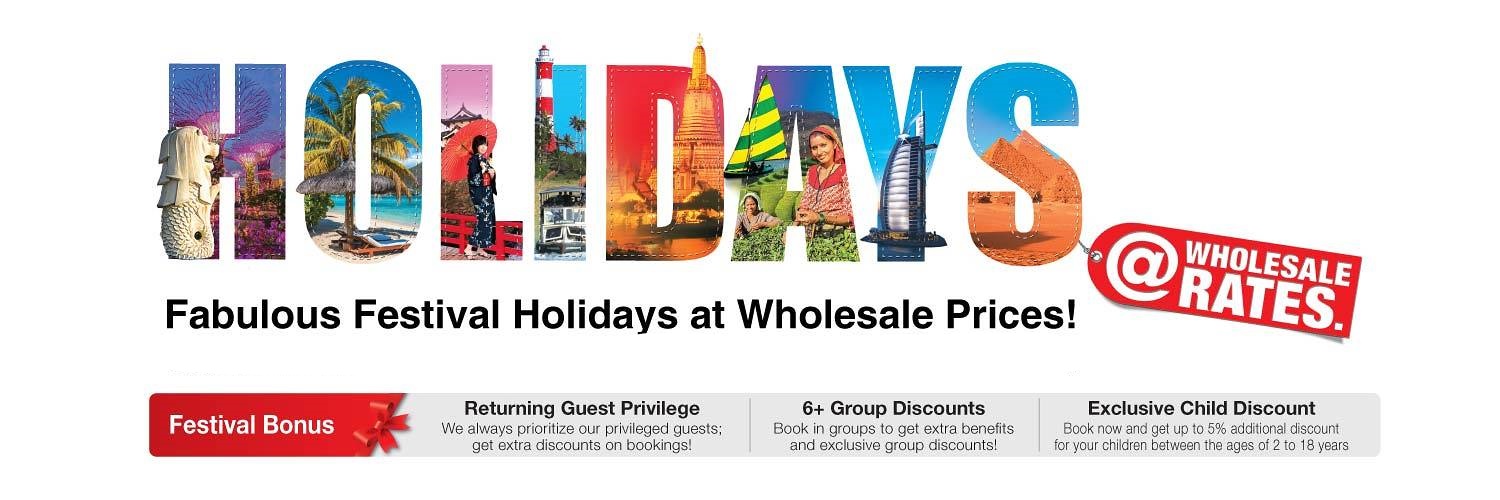 HOLIDAYS
@ WHOLESALE
RATES.
Fabulous Festival Holidays at Wholesale Prices!
Festival Bonus
Returning Guest Privilege
We always prioritize our privileged guests;
get extra discounts on bookings!
6+ Group Discounts
Book in groups to get extra benefits
and exclusive group discounts!
Exclusive Child Discount
Book now and get up to 5% additional discount
for your children between the ages of 2 to 18 years